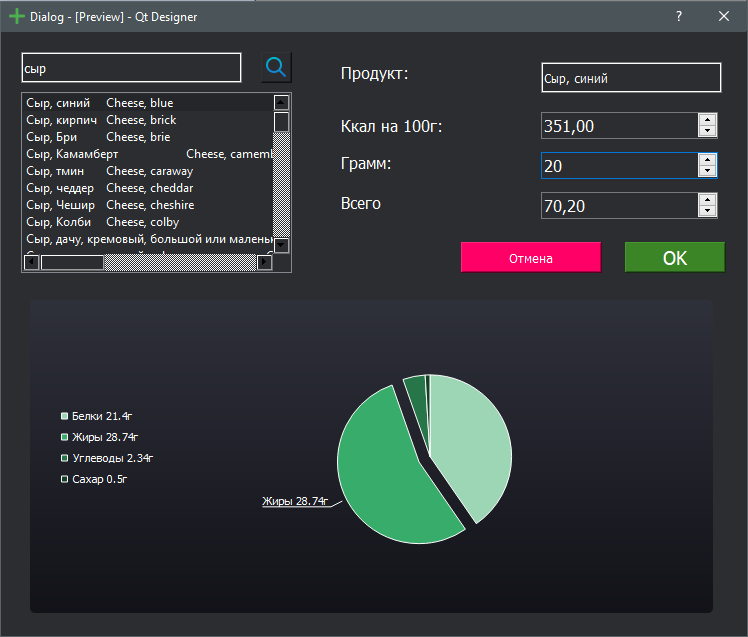 Dialog - [Preview] - Qt Designer
сыр
Сыр, синий Cheese, blue
Сыр, кирпич Cheese, brick
Сыр, Бри Cheese, brie
Сыр, Камамберт Cheese, camem
Сыр, тмин Cheese, caraway
Сыр, чеддер Cheese, cheddar
Сыр, Чешир Cheese, cheshire
Сыр, Колби Cheese, colby
Сыр, дачу, кремовый, большой или малень
Продукт:
Сыр, синий
Ккал на 100г:
351,00
Грамм:
20
Всего
70,20
Отмена
OK
Белки 21.4г
Жиры 28.74г
Углеводы 2.34г
Сахар 0.5г
Жиры 28.74г